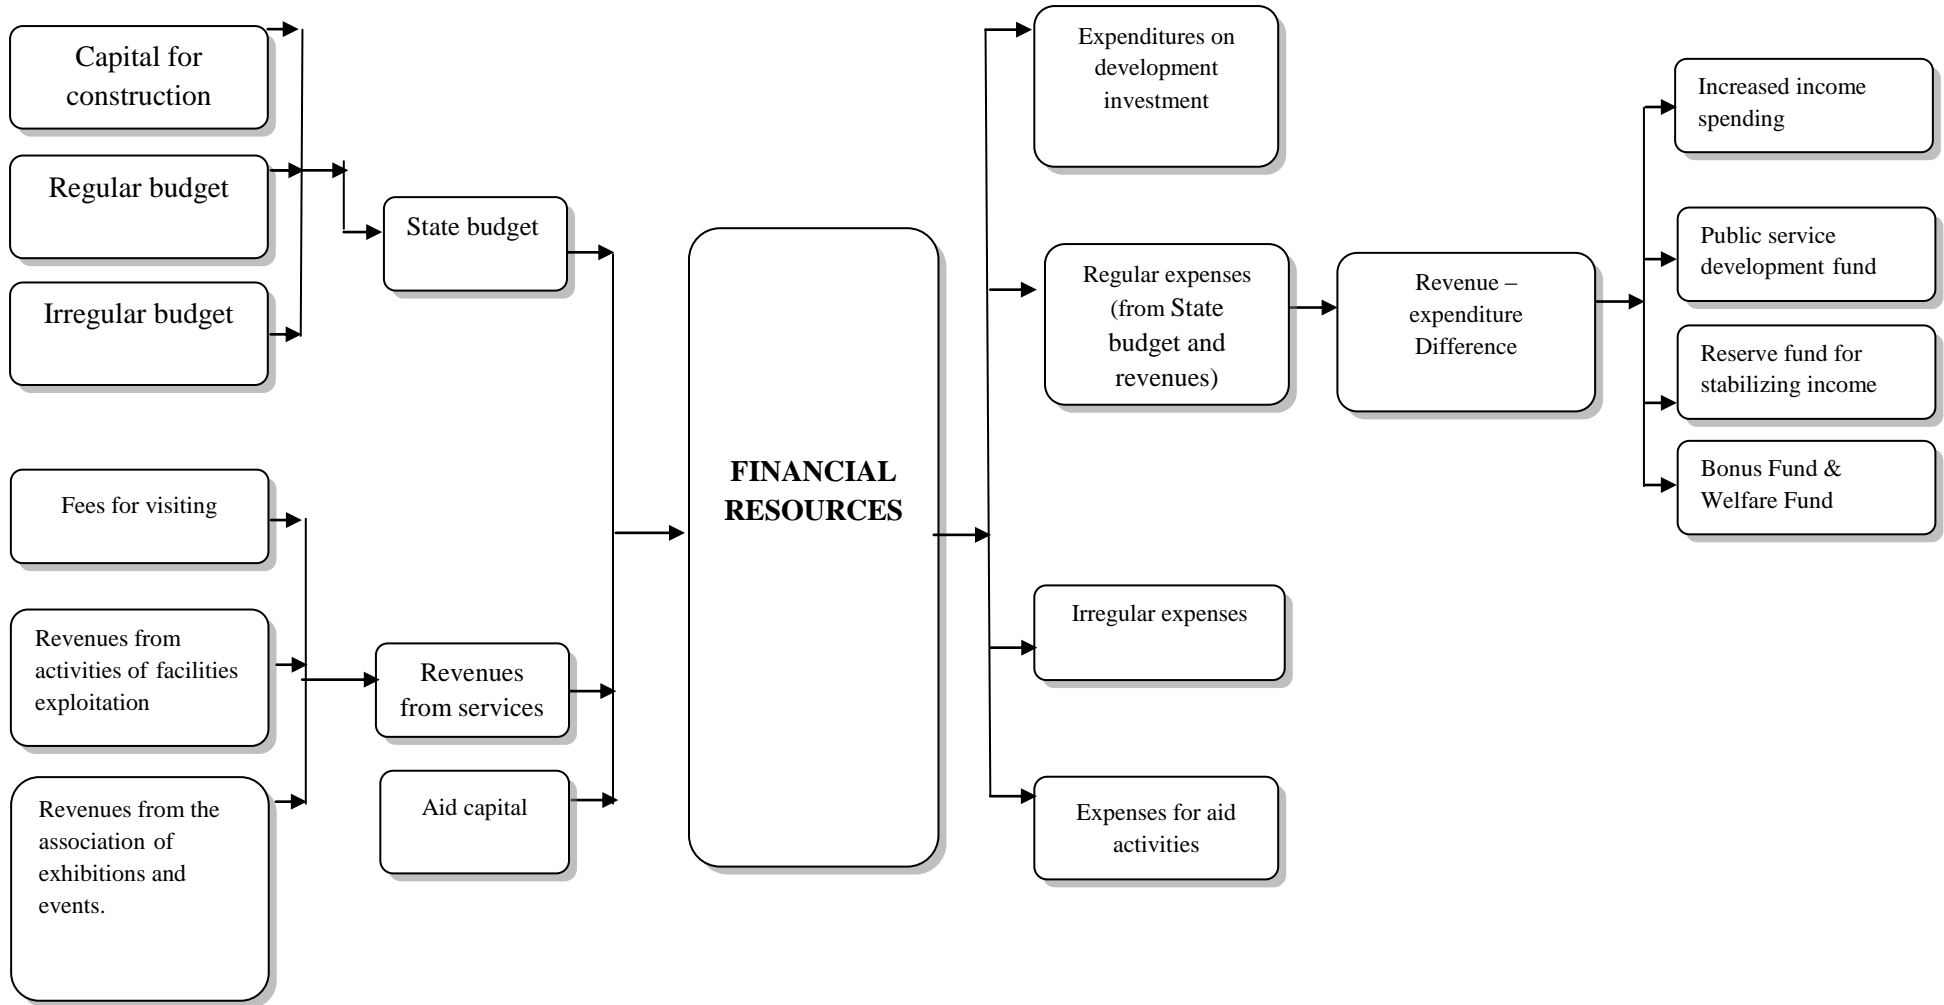 Capital for
construction
Regular budget
Irregular budget
Fees for visiting
Revenues from
activities of facilities
exploitation
Revenues from the
association of
exhibitions and
events.
State budget
Revenues
from services
Aid capital
FINANCIAL
RESOURCES
Expenditures on
development
investment
Regular expenses
(from State
budget and
revenues)
Irregular expenses
Expenses for aid
activities
Revenue –
expenditure
Difference
Increased income
spending
Public service
development fund
Reserve fund for
stabilizing income
Bonus Fund &
Welfare Fund